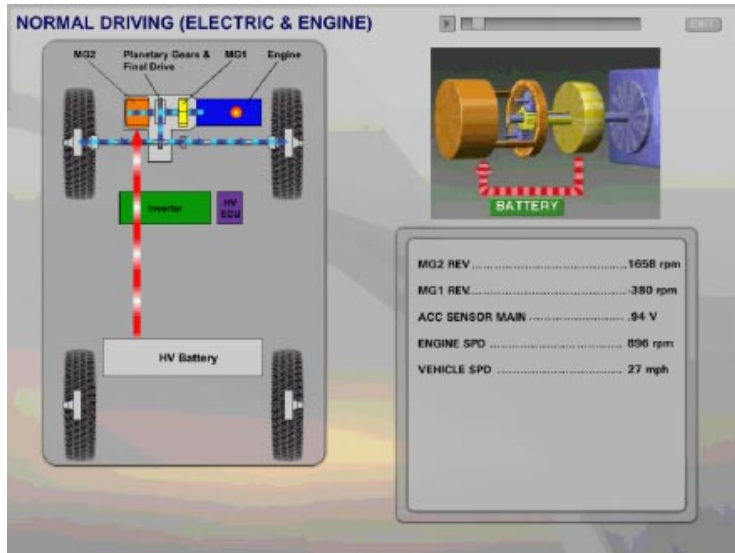 NORMAL DRIVING (ELECTRIC & ENGINE)
EXIT
MG2
Planetary Gears &
Final Drive
MG1
Engine
Inverter
HV
ECU
HV Battery
BATTERY
MG2 REV.......................................1658 rpm
MG1 REV.......................................-380 rpm
ACC SENSOR MAIN ..............................94 V
ENGINE SPD .................................. 896 rpm
VEHICLE SPD .................................. 27 mph